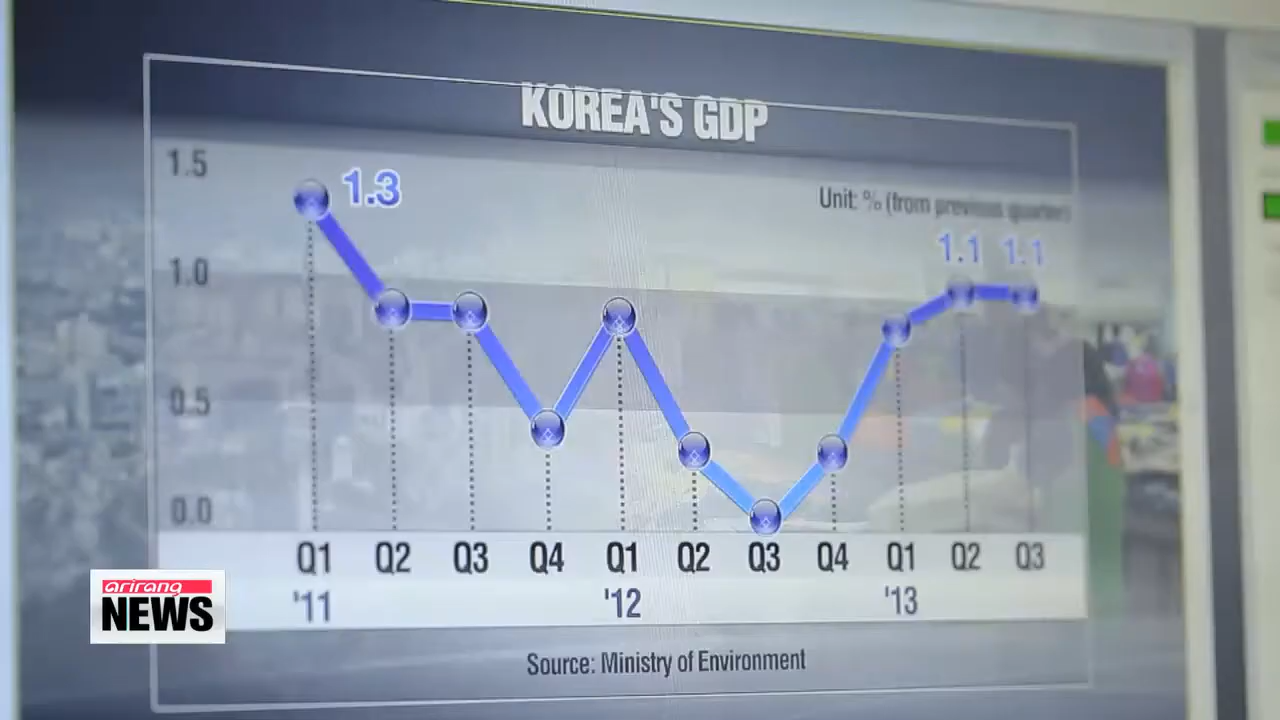 KOREA'S GDP
1.5
1.3
Unit: % (from previous quarter)
1.1 1.1
1.0
0.5
0.0
Q1 Q2 Q3 Q4 Q1 Q2 Q3 Q4 Q1 Q2 Q3
'11 '12 '13
arirang
NEWS
Source: Ministry of Environment